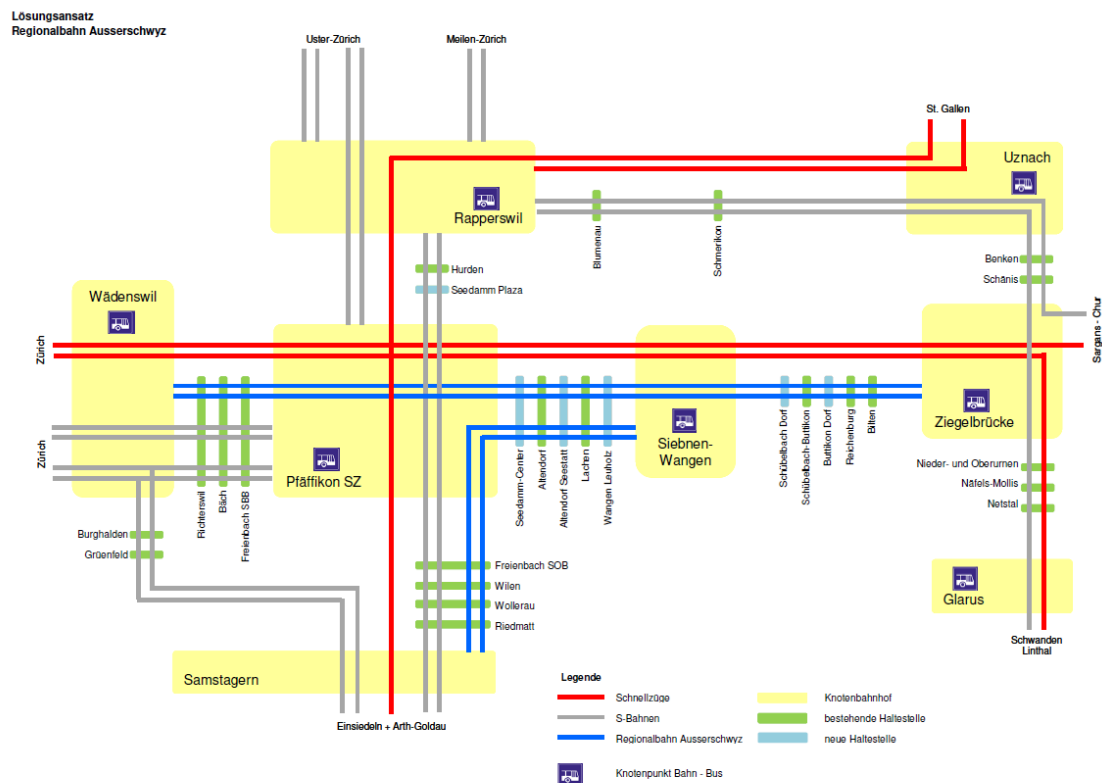 Lösungsansatz
Regionalbahn Ausserschwyz
Uster-Zürich
Meilen-Zürich
St. Gallen
Uznach
Rapperswil
Blumenau
Schmerikon
Benken
Schänis
Hurden
Seedamm Plaza
Wädenswil
Zürich
Sargans - Chur
Zürich
Pfäffikon SZ
Siebnen-
Wangen
Ziegelbrücke
Richterswil
Bäch
Freienbach SBB
Seedamm-Center
Altendorf
Altendorf Seestatt
Lachen
Wangen Leuholz
Schübelbach Dorf
Schübelbach-Buttikon
Buttikon Dorf
Reichenburg
Bilten
Nieder- und Oberurnen
Näfels-Mollis
Netstal
Burghalden
Grüenfeld
Freienbach SOB
Wilen
Wollerau
Riedmatt
Glarus
Schwanden
Linthal
Samstagern
Einsiedeln + Arth-Goldau
Legende
Schnellzüge
S-Bahnen
Regionalbahn Ausserschwyz
Knotenpunkt Bahn - Bus
Knotenbahnhof
bestehende Haltestelle
neue Haltestelle